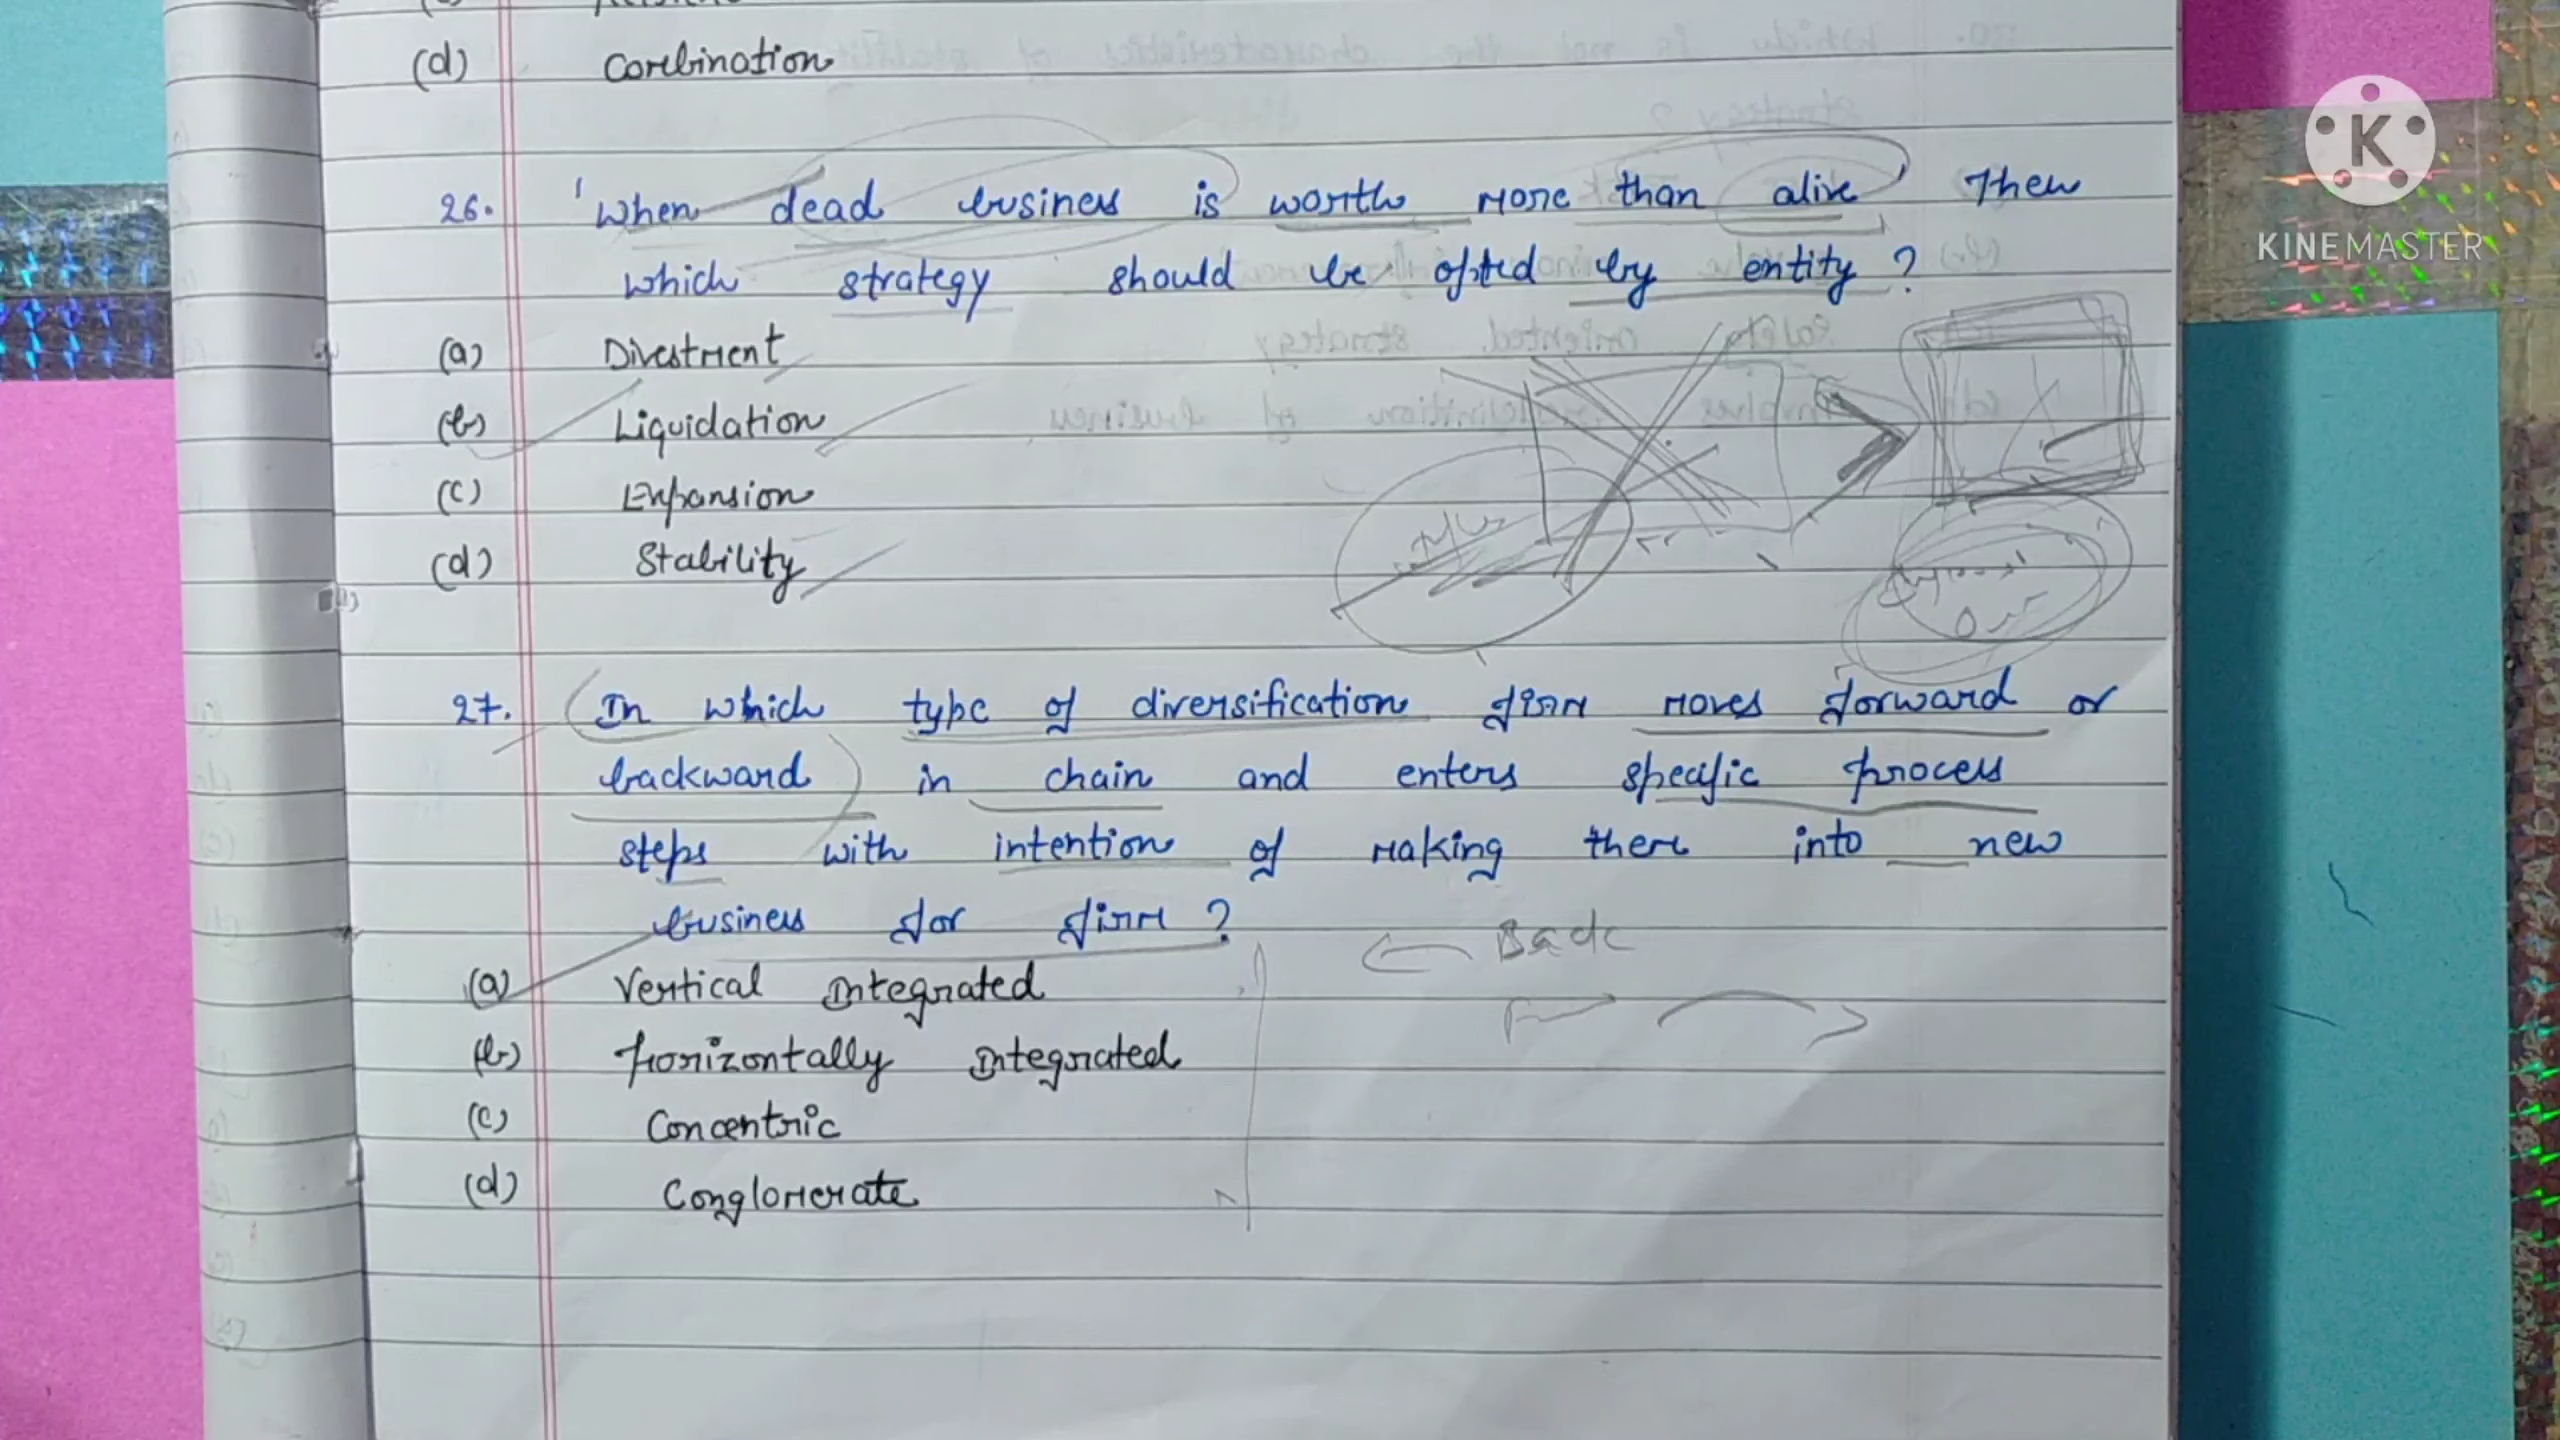 (d) Combination
26. 'When dead business is worth more than alive' Then
which strategy should be opted by entity ?
(a) Divestment
(b) Liquidation
(c) Expansion
(d) Stability
27. In which type of diversification firm moves forward or
backward in chain and enters specific process
steps with intention of making them into new
business for firm ?
Back
(a) Vertical Integrated
(b) Horizontally Integrated
(c) Concentric
(d) Conglomerate
K
KINEMASTER